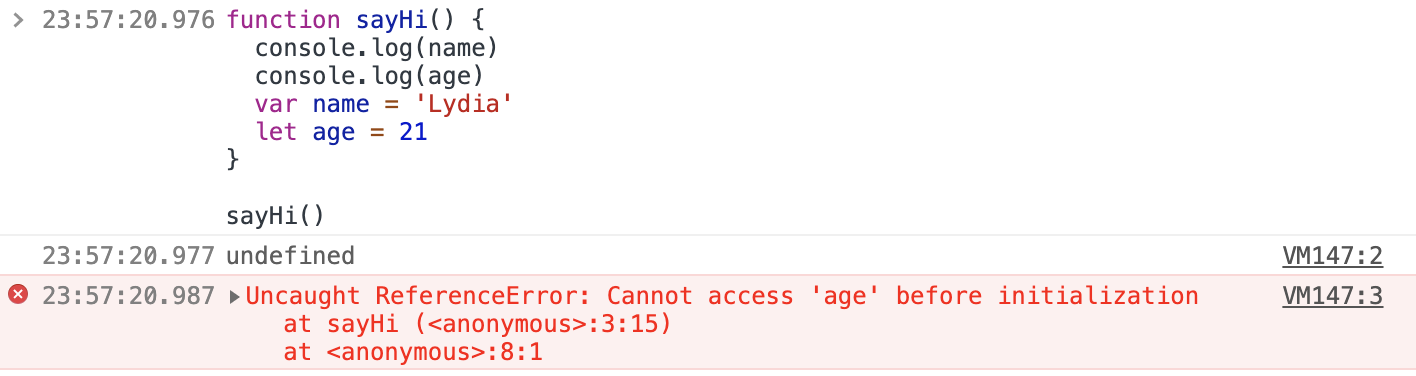 > 23:57:20.976 function sayHi() {
console.log(name)
console.log(age)
var name = 'Lydia'
let age = 21
}
sayHi()
23:57:20.977 undefined VM147:2
23:57:20.987 ▶Uncaught ReferenceError: Cannot access 'age' before initialization VM147:3
at sayHi (<anonymous>:3:15)
at <anonymous>:8:1